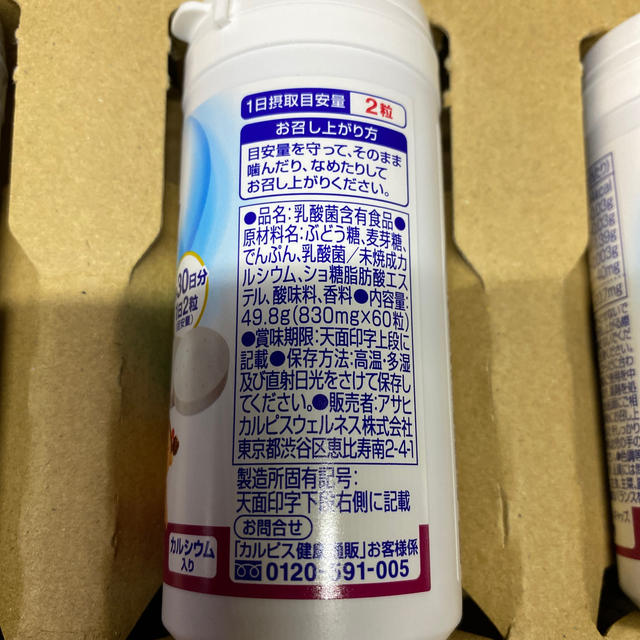 1日摂取目安量 2粒
お召し上がり方
目安量を守って、そのまま
噛んだり、なめたりして
お召し上がりください。
●品名:乳酸菌含有食品●
原材料名:ぶどう糖、麦芽糖、
でんぷん、乳酸菌/未焼成カ
ルシウム、ショ糖脂肪酸エス
テル、酸味料、香料●内容量:
49.8g(830mg×60粒)
●賞味期限:天面印字上段に
記載●保存方法:高温・多湿
及び直射日光をさけて保存し
てください。●販売者:アサヒ
カルピスウェルネス株式会社
東京都渋谷区恵比寿南2-4-1
製造所固有記号:
天面印字下段右側に記載
お問合せ
「カルピス健康通販」お客様係
0120-591-005
30日分
日2粒
カルシウム
入り